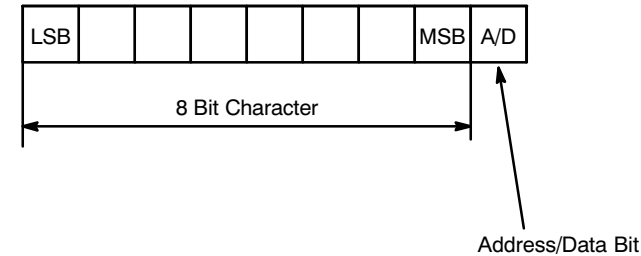 LSB MSB A/D
8 Bit Character
Address/Data Bit